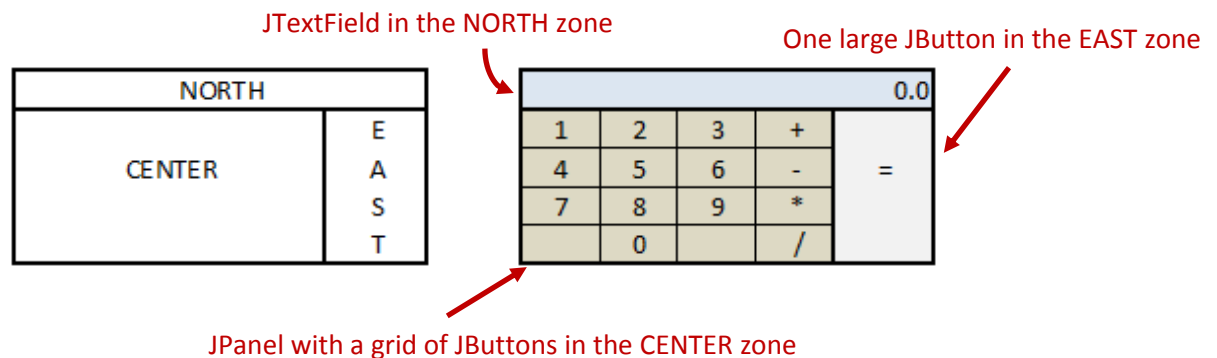 JTextField in the NORTH zone
One large JButton in the EAST zone
NORTH
CENTER
E
A
S
T
0.0
1 2 3 +
4 5 6 - =
7 8 9 *
0 /
JPanel with a grid of JButtons in the CENTER zone